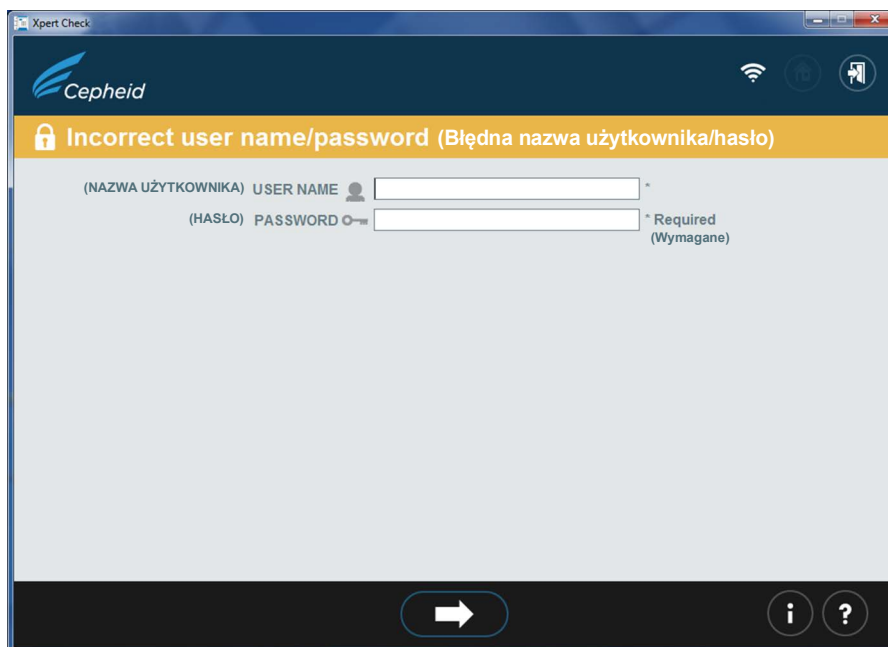 Xpert Check
Cepheid
Incorrect user name/password (Błędna nazwa użytkownika/hasło)
(NAZWA UŻYTKOWNIKA) USER NAME *
(HASŁO) PASSWORD * Required
(Wymagane)
i ?